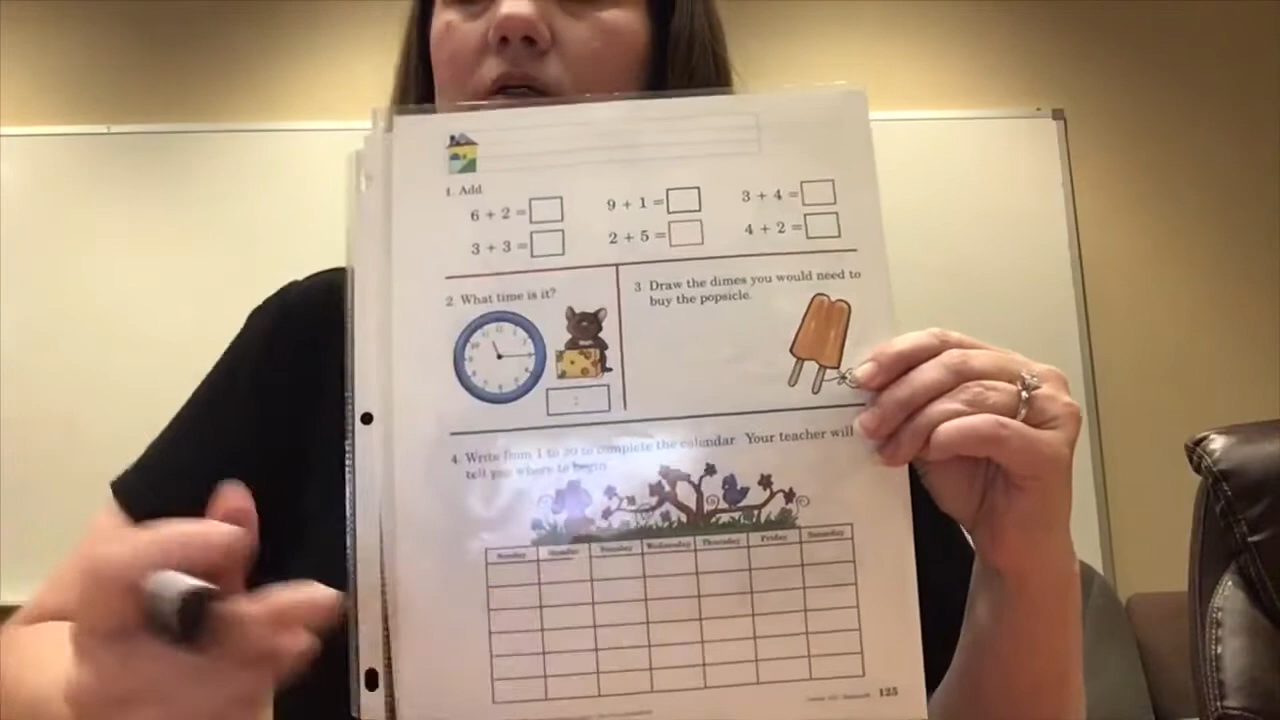 1. Add
6 + 2 =
9 + 1 =
3 + 4 =
3 + 3 =
2 + 5 =
4 + 2 =
2. What time is it?
:
3. Draw the dimes you would need to
buy the popsicle.
4. Write from 1 to 30 to complete the calendar. Your teacher will
tell you where to begin.
Sunday Monday Tuesday Wednesday Thursday Friday Saturday
125